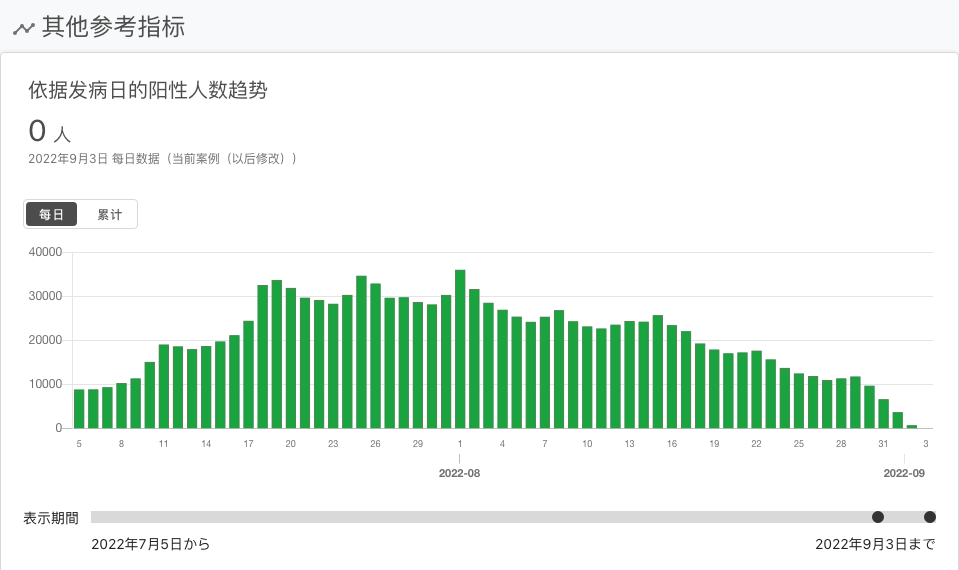 其他参考指标
依据发病日的阳性人数趋势
0 人
2022年9月3日 每日数据（当前案例（以后修改））
每日 累计
40000
30000
20000
10000
0
5 8 11 14 17 20 23 26 29 1 4 7 10 13 16 19 22 25 28 31 3
2022-08 2022-09
表示期間
2022年7月5日から 2022年9月3日まで